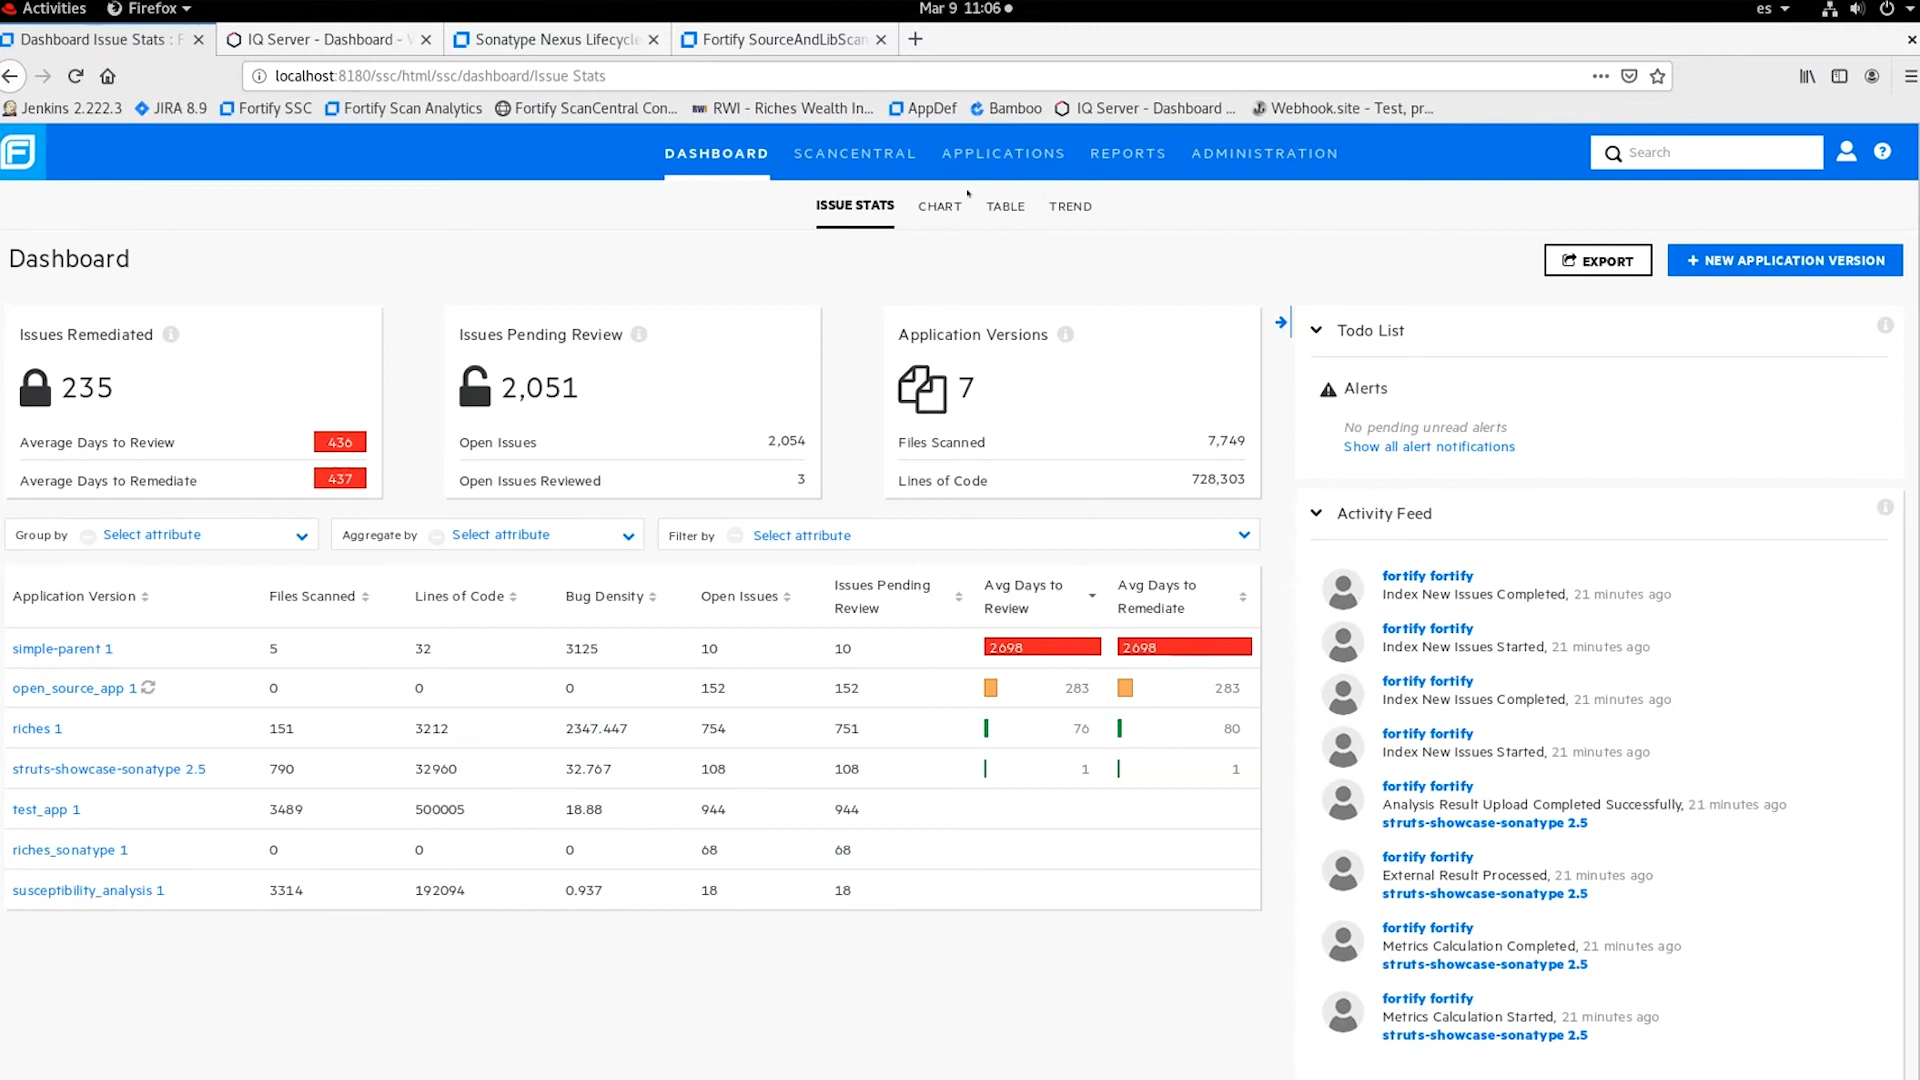 Activities Firefox Mar 9 11:06 es
Dashboard Issue Stats : F IQ Server - Dashboard - Sonatype Nexus Lifecycle Fortify SourceAndLibScan
localhost:8180/ssc/html/ssc/dashboard/Issue Stats
Jenkins 2.222.3 JIRA 8.9 Fortify SSC Fortify Scan Analytics Fortify ScanCentral Con... RWI - Riches Wealth In... AppDef Bamboo IQ Server - Dashboard ... Webhook.site - Test, pr...
F DASHBOARD SCANCENTRAL APPLICATIONS REPORTS ADMINISTRATION Search
ISSUE STATS CHART TABLE TREND
Dashboard EXPORT + NEW APPLICATION VERSION
Issues Remediated
235
Average Days to Review 436
Average Days to Remediate 437
Issues Pending Review
2,051
Open Issues 2,054
Open Issues Reviewed 3
Application Versions
7
Files Scanned 7,749
Lines of Code 728,303
Group by Select attribute Aggregate by Select attribute Filter by Select attribute
Application Version Files Scanned Lines of Code Bug Density Open Issues Issues Pending Review Avg Days to Review Avg Days to Remediate
simple-parent 1 5 32 3125 10 10 2698 2698
open_source_app 1 0 0 0 152 152 283 283
riches 1 151 3212 2347.447 754 751 76 80
struts-showcase-sonatype 2.5 790 32960 32.767 108 108 1 1
test_app 1 3489 500005 18.88 944 944
riches_sonatype 1 0 0 0 68 68
susceptibility_analysis 1 3314 192094 0.937 18 18
Todo List
Alerts
No pending unread alerts
Show all alert notifications
Activity Feed
fortify fortify
Index New Issues Completed, 21 minutes ago
fortify fortify
Index New Issues Started, 21 minutes ago
fortify fortify
Index New Issues Completed, 21 minutes ago
fortify fortify
Index New Issues Started, 21 minutes ago
fortify fortify
Analysis Result Upload Completed Successfully, 21 minutes ago
struts-showcase-sonatype 2.5
fortify fortify
External Result Processed, 21 minutes ago
struts-showcase-sonatype 2.5
fortify fortify
Metrics Calculation Completed, 21 minutes ago
struts-showcase-sonatype 2.5
fortify fortify
Metrics Calculation Started, 21 minutes ago
struts-showcase-sonatype 2.5